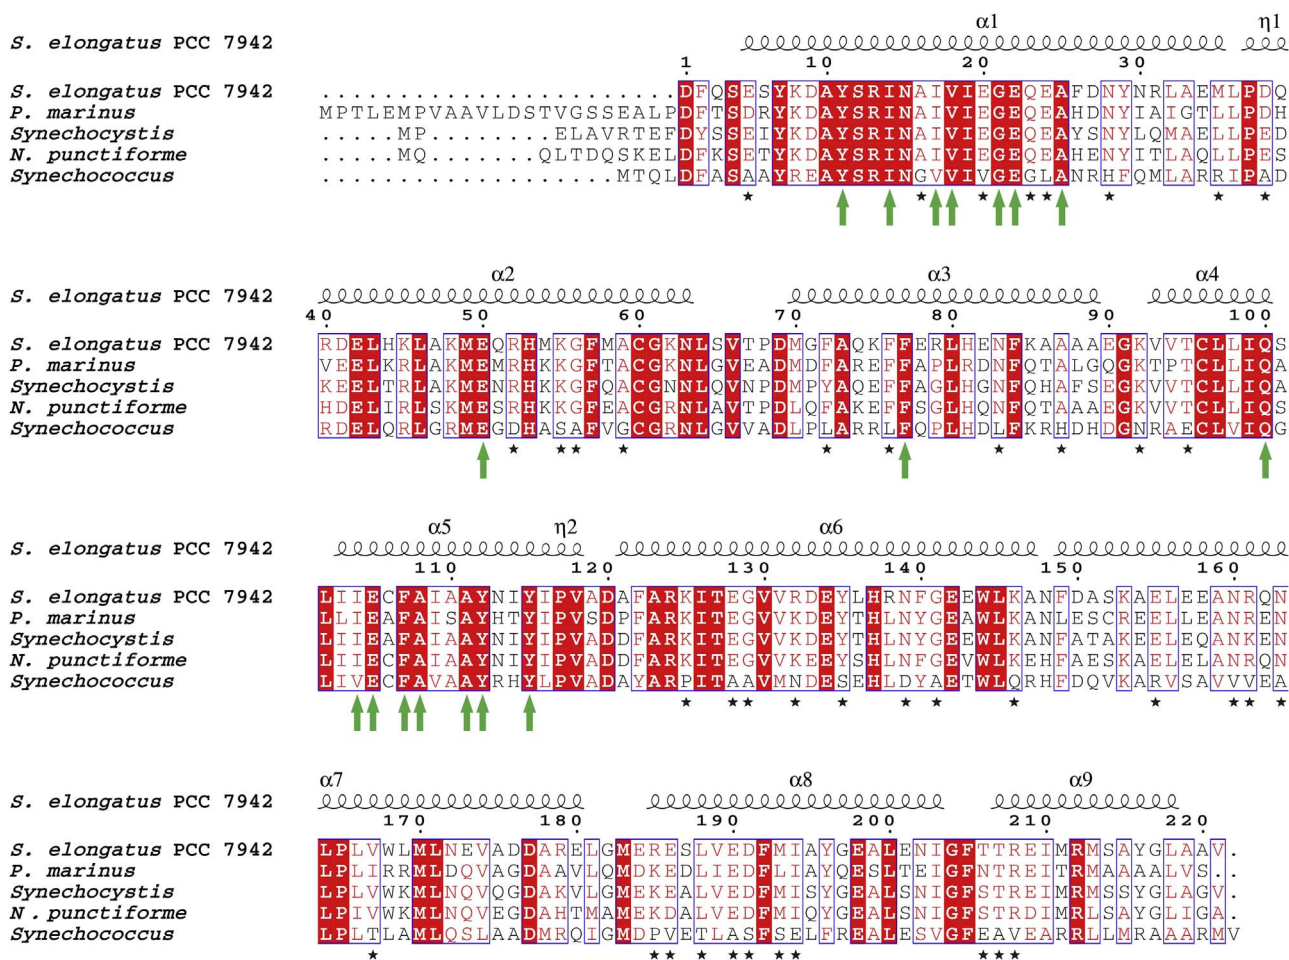 α1 η1
S. elongatus PCC 7942
1 10 20 30
S. elongatus PCC 7942 .......................DFQSESYKDAYSRINAIVIEGEQEAFDNYNRLAEMLPDQ
P. marinus MPTLEMPVAAVLDSTVGSSEALPDFTSDRYKDAYSRINAIVIEGEQEAHDNYIAIGTLLPDH
Synechocystis .....MP........ELAVRTEFDYSSEIYKDAYSRINAIVIEGEQEAYSNYLQMAELLPED
N. punctiforme .....MQ.......QLTDQSKELDFKSETYKDAYSRINAIVIEGEQEAHENYITLAQLLPES
Synechococcus ...................MTQLDFASAAYREAYSRINGVVIVGEGLANRHFQMLARRIPAD
α2 α3 α4
S. elongatus PCC 7942
40 50 60 70 80 90 100
S. elongatus PCC 7942 RDELHKLAKMEQRHMKGFMACGKNLSVTPDMGFAQKFFERLHENFKAAAAEGKVVTCLLIQS
P. marinus VEELKRLAKMEMRHKKGFTACGKNLGVEADMDFAREFFAPLRDNFQTALGQGKTPTCLLIQA
Synechocystis KEELTRLAKMENRHKKGFQACGNNLQVNPDMPYAQEFFAGLHGNFQHAFSEGKVVTCLLIQA
N. punctiforme HDELIRLSKMESRHKKGFEACGRNLAVTPDLQFAKEFFSGLHQNFQTAAAEGKVVTCLLIQS
Synechococcus RDELQRLGRMEGDHASAFVGCGRNLGVVADLPLARRLFQPLHDLFKRHDHDGNRAECLVIQG
α5 η2 α6
S. elongatus PCC 7942
110 120 130 140 150 160
S. elongatus PCC 7942 LIIECFAIAAYNIYIPVADAFARKITEGVVRDEYLHRNFGEEWLKANFDASKAELEEANRQN
P. marinus LLIEAFAISAYHTYIPVSDPFARKITEGVVKDEYTHLNYGEAWLKANLESCREELLEANREN
Synechocystis LIIEAFAIAAYNIYIPVADDFARKITEGVVKDEYTHLNYGEEWLKANFATAKEELEQANKEN
N. punctiforme LIIECFAIAAYNIYIPVADDFARKITEGVVKEEYSHLNFGEVWLKEHFAESKAELELANRQN
Synechococcus LIVECFAVAAYRHYLPVADAYARPITAAVMNDESEHLDYAETWLQRHFDQVKARVSAVVVEA
α7 α8 α9
S. elongatus PCC 7942
170 180 190 200 210 220
S. elongatus PCC 7942 LPLVWLMLNEVADDARELGMERESLVEDFMIAYGEALENIGFTTREIMRMSAYGLAAV.
P. marinus LPLIRRMLDQVAGDAAVLQMDKEDLIEDFLIAYQESLTEIGFNTREITRMAAAALVS..
Synechocystis LPLVWKMLNQVQGDAKVLGMEKEALVEDFMISYGEALSNIGFSTREIMRMSSYGLAGV.
N. punctiforme LPIVWKMLNQVEGDAHTMAMEKDALVEDFMIQYGEALSNIGFSTRDIMRLSAYGLIGA.
Synechococcus LPLTLAMLQSLAADMRQIGMDPVETLASFSELFREALESVGFEAVEARRLLMRAAARMV